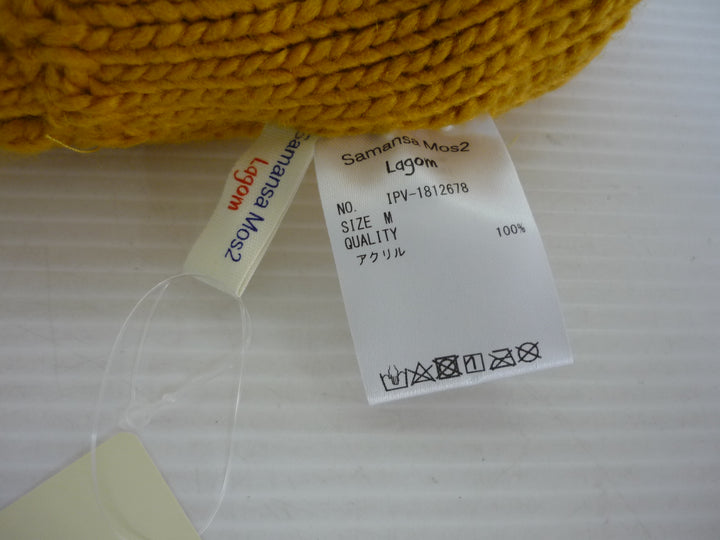 Samansa Mos2
Lagom
Samansa Mos2
Lagom
NO. IPV-1812678
SIZE M
QUALITY 100%
アクリル